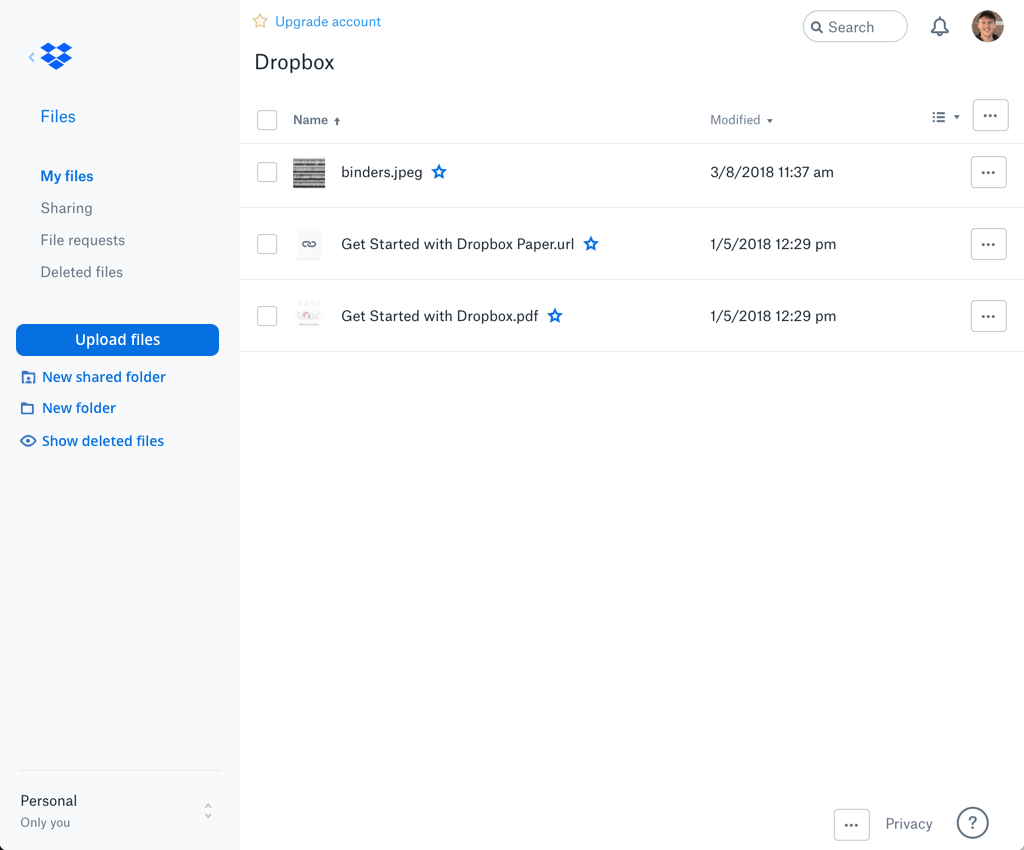 Upgrade account
Search
Dropbox
Files
Name
Modified
My files
Sharing
File requests
Deleted files
binders.jpeg
3/8/2018 11:37 am
Get Started with Dropbox Paper.url
1/5/2018 12:29 pm
Get Started with Dropbox.pdf
1/5/2018 12:29 pm
Upload files
New shared folder
New folder
Show deleted files
Personal
Only you
Privacy
?